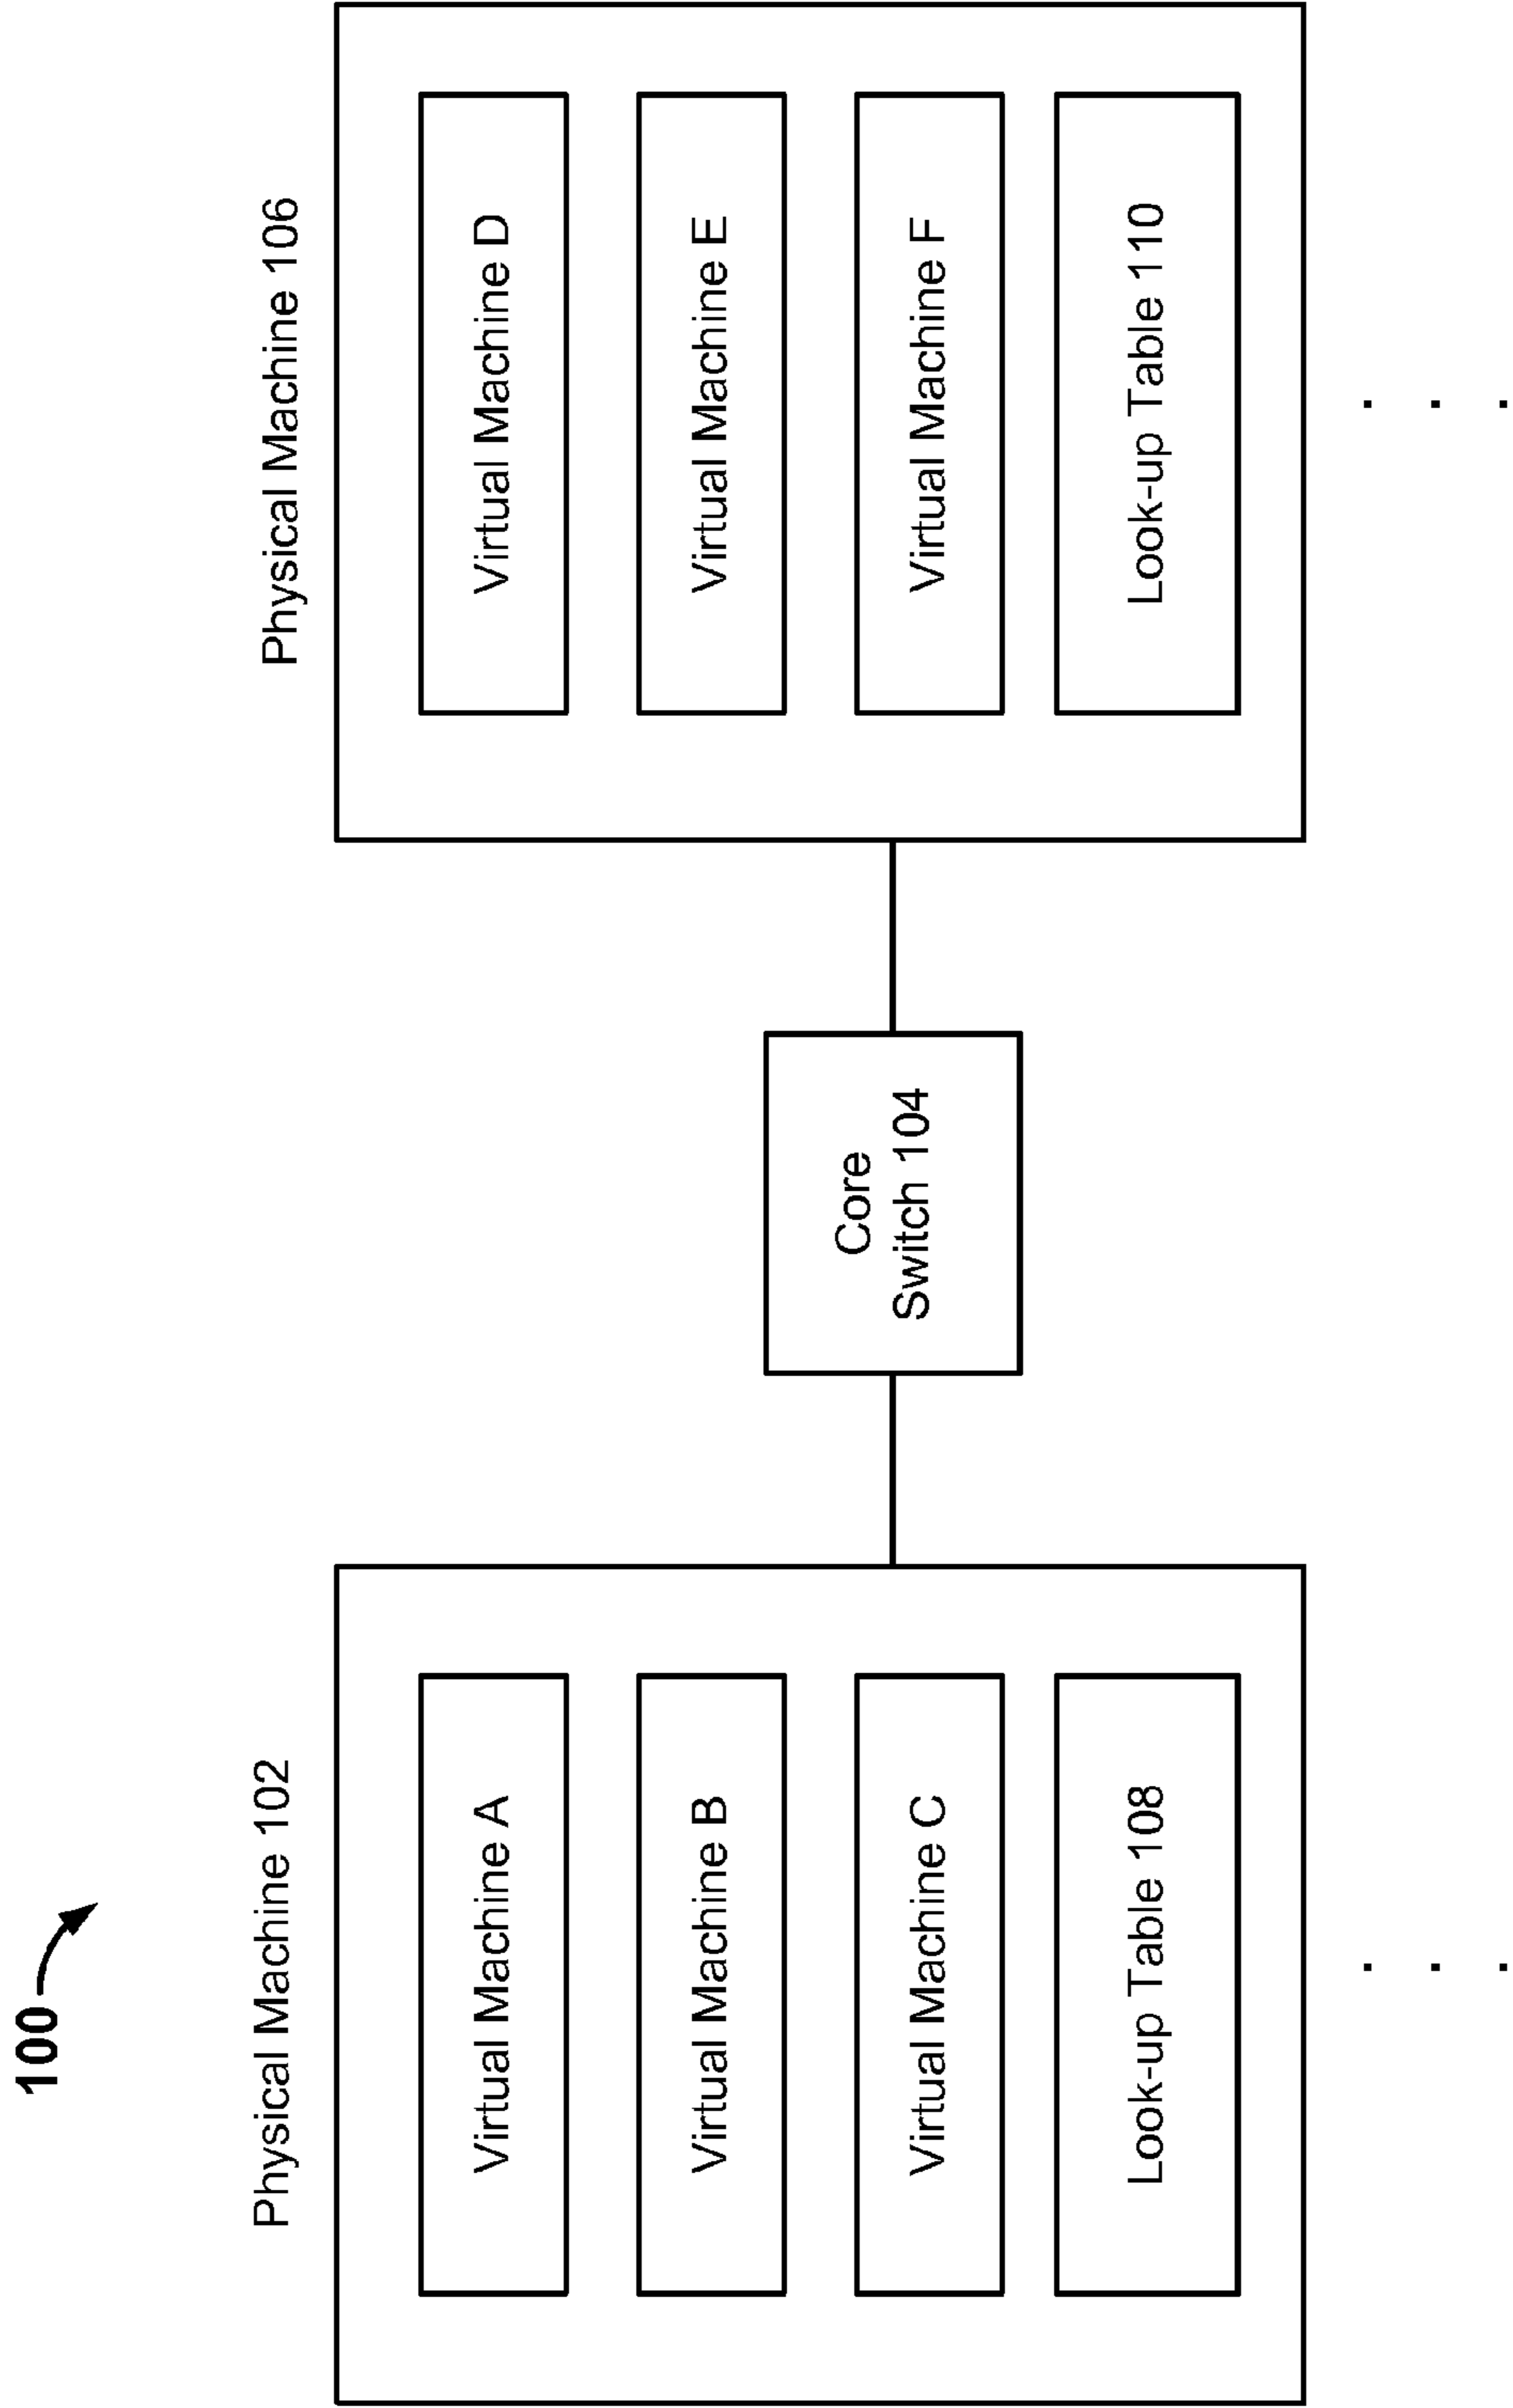 100
Physical Machine 102
Virtual Machine A
Virtual Machine B
Virtual Machine C
Look-up Table 108
. . .
Core
Switch 104
Physical Machine 106
Virtual Machine D
Virtual Machine E
Virtual Machine F
Look-up Table 110
. . .